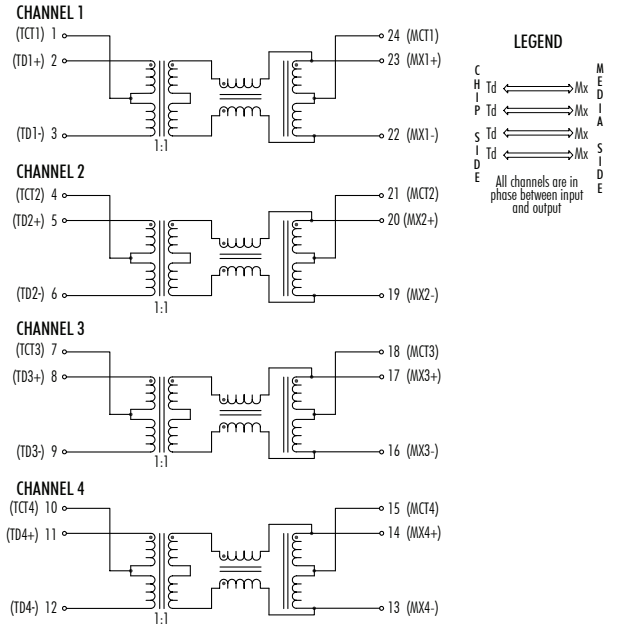 CHANNEL 1
(TCT1) 1
24 (MCT1)
(TD1+) 2
23 (MX1+)
(TD1-) 3
22 (MX1-)
1:1
CHANNEL 2
(TCT2) 4
21 (MCT2)
(TD2+) 5
20 (MX2+)
(TD2-) 6
19 (MX2-)
1:1
CHANNEL 3
(TCT3) 7
18 (MCT3)
(TD3+) 8
17 (MX3+)
(TD3-) 9
16 (MX3-)
1:1
CHANNEL 4
(TCT4) 10
15 (MCT4)
(TD4+) 11
14 (MX4+)
(TD4-) 12
13 (MX4-)
1:1
LEGEND
CHIP SIDE
Td Mx
Td Mx
Td Mx
Td Mx
MEDIA SIDE
All channels are in
phase between input
and output